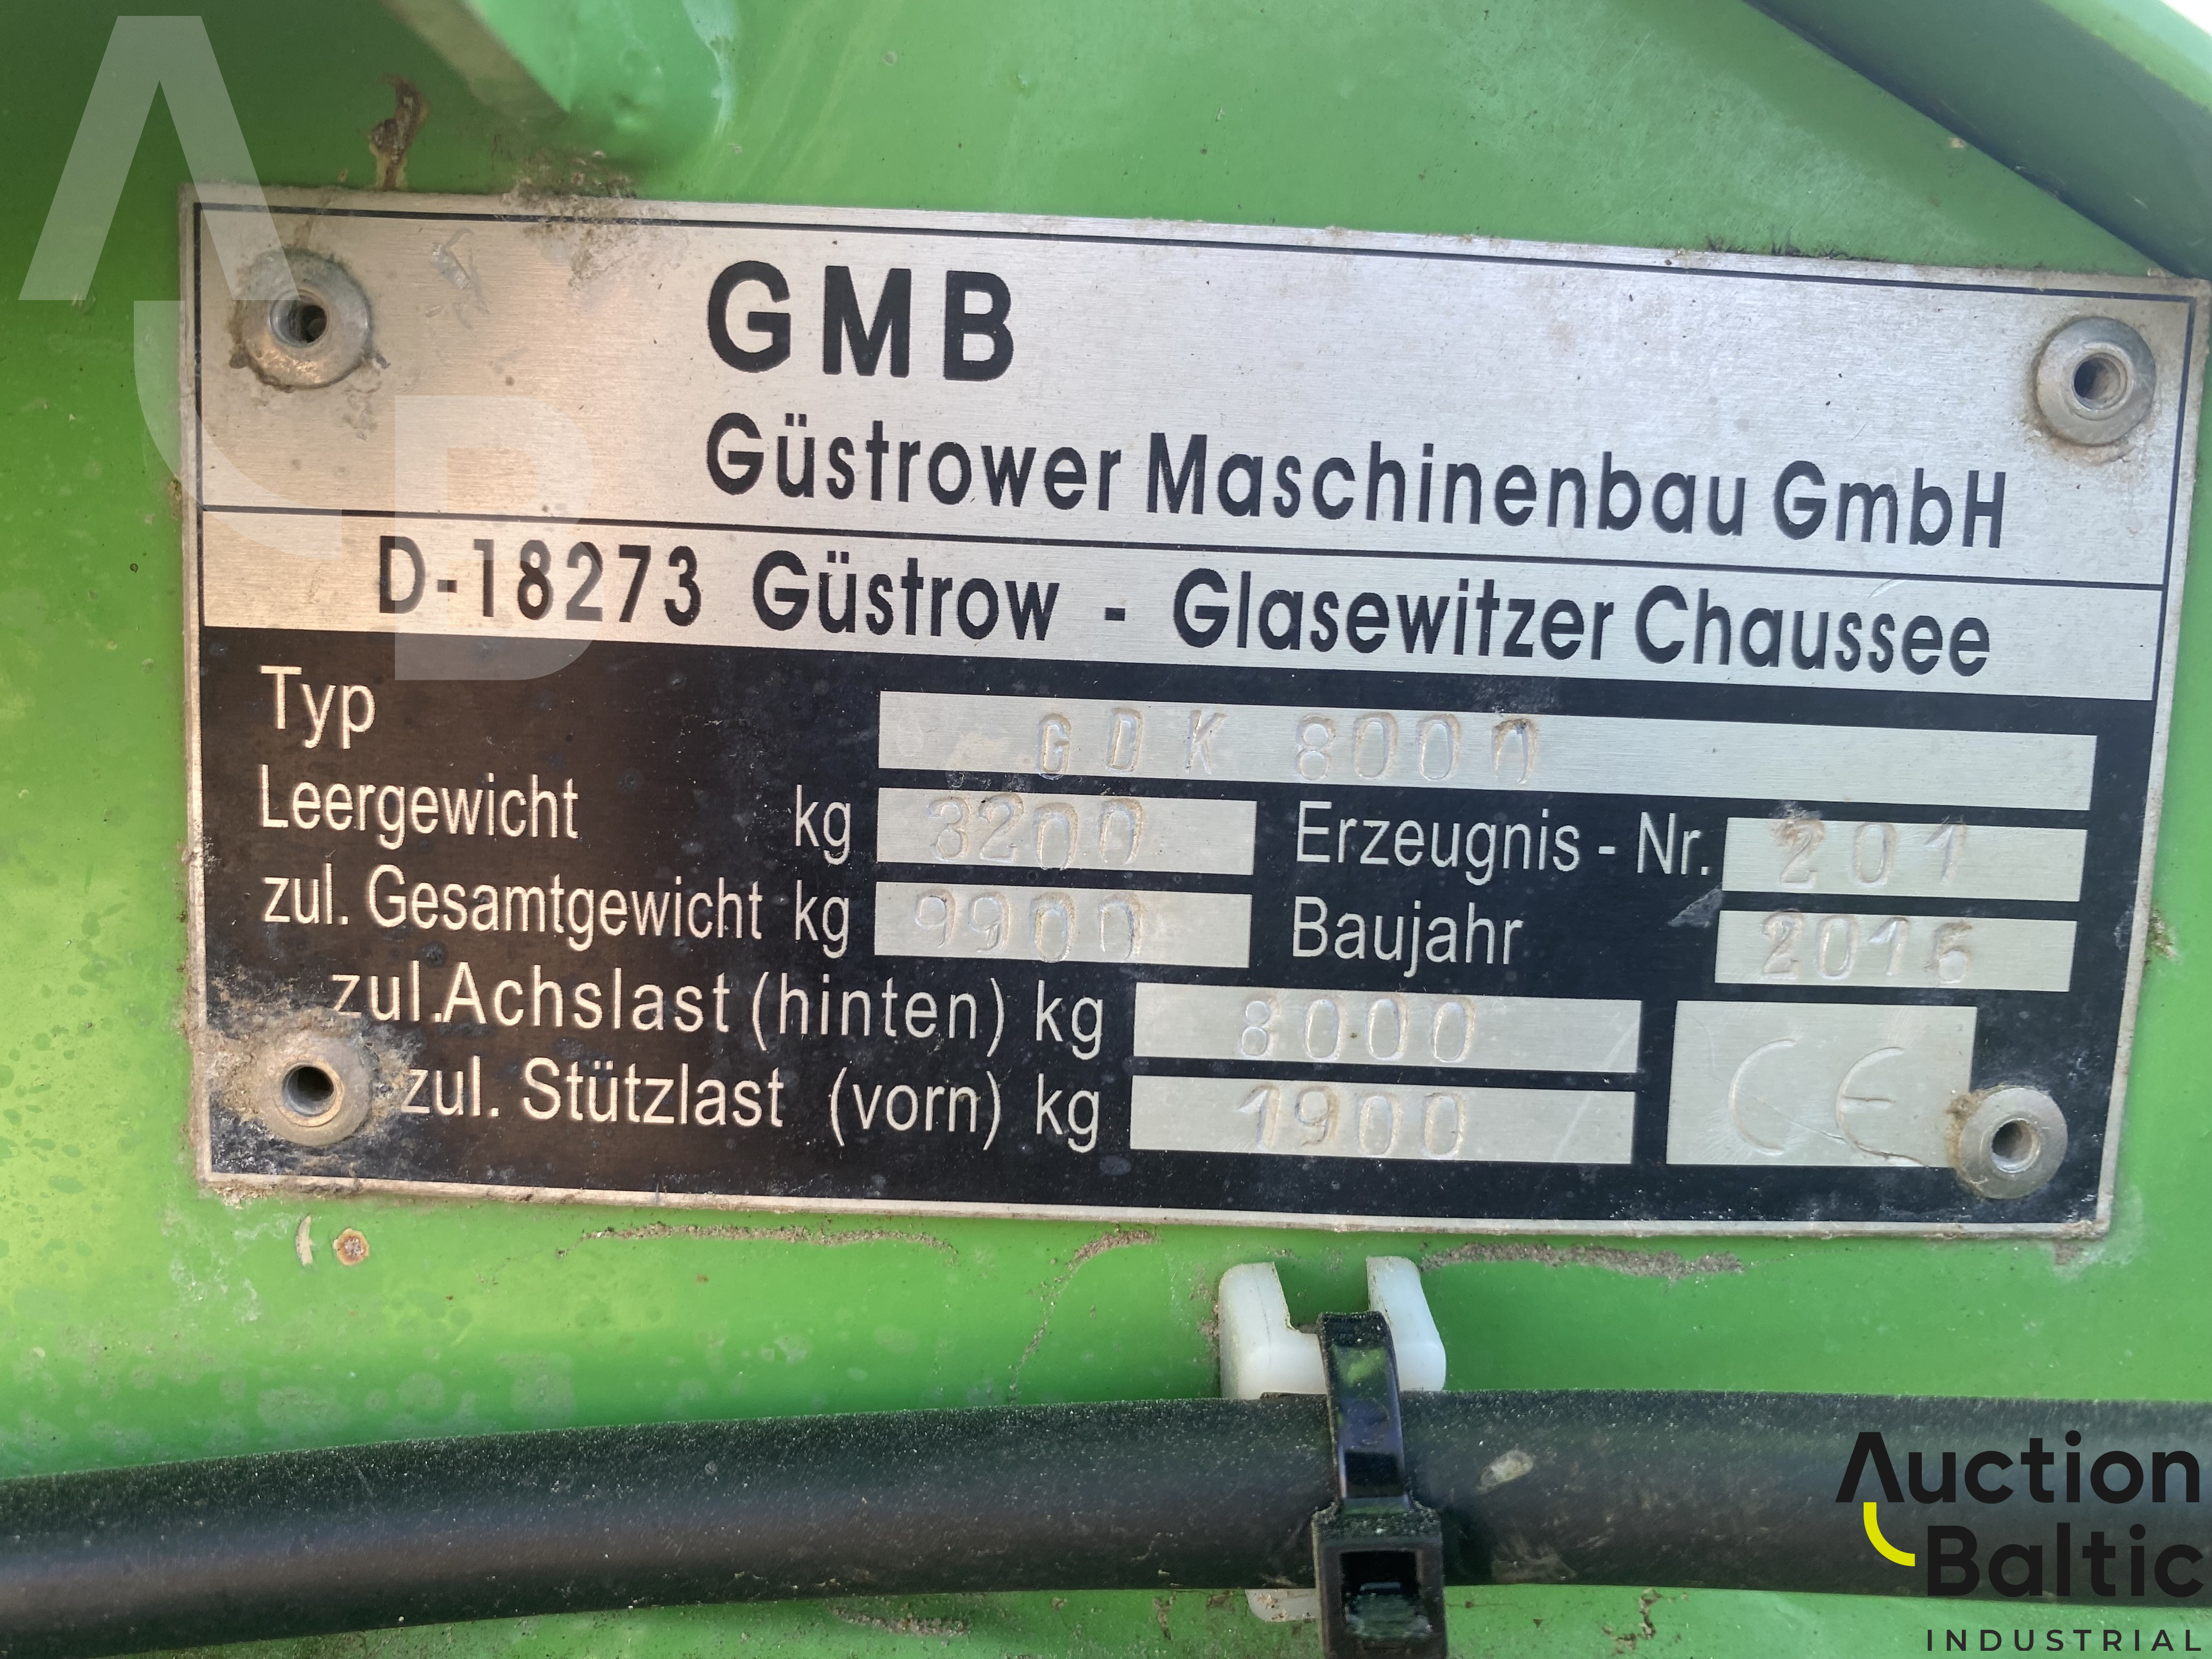 GMB
Güstrower Maschinenbau GmbH
D-18273 Güstrow - Glasewitzer Chaussee
Typ GDK 8000
Leergewicht kg 3200 Erzeugnis - Nr. 201
zul. Gesamtgewicht kg 9900 Baujahr 2015
zul. Achslast (hinten) kg 8000
zul. Stützlast (vorn) kg 1900
CE
Auction
Baltic
INDUSTRIAL